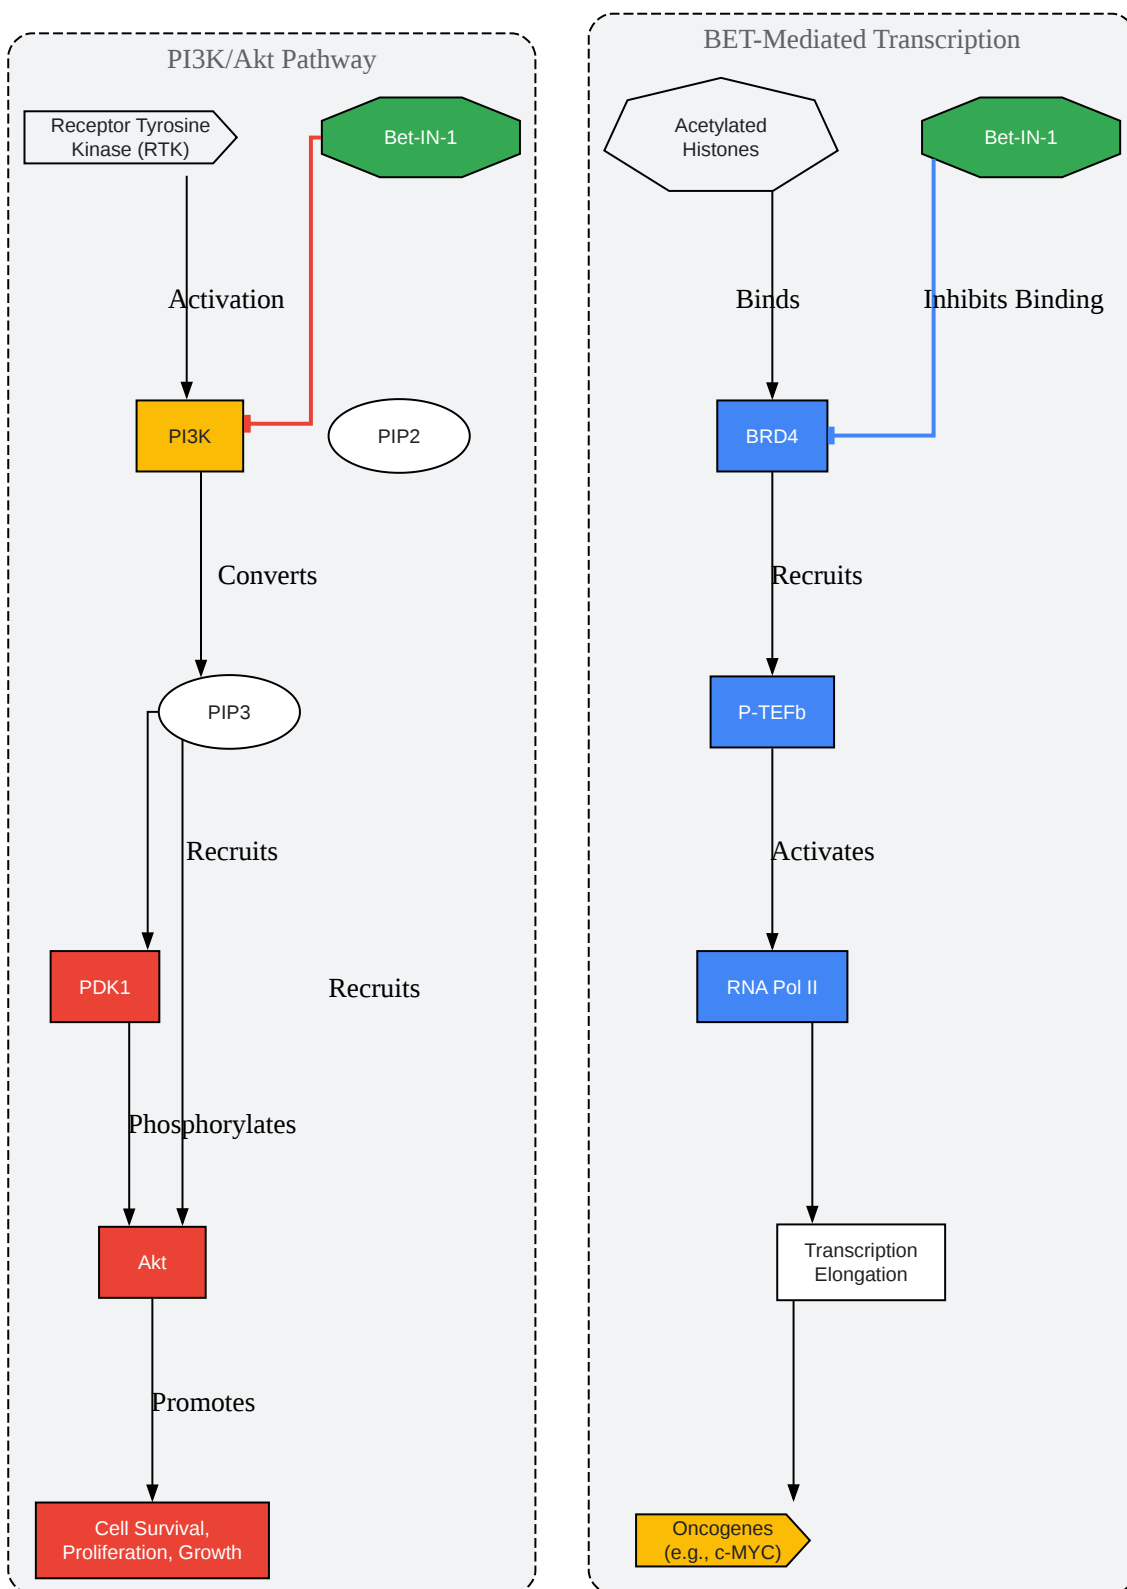 PI3K/Akt Pathway
Receptor Tyrosine
Kinase (RTK)
Bet-IN-1
Activation
PI3K
PIP2
Converts
PIP3
Recruits
PDK1
Recruits
Phosphorylates
Akt
Promotes
Cell Survival,
Proliferation, Growth
BET-Mediated Transcription
Acetylated
Histones
Bet-IN-1
Binds
Inhibits Binding
BRD4
Recruits
P-TEFb
Activates
RNA Pol II
Transcription
Elongation
Oncogenes
(e.g., c-MYC)